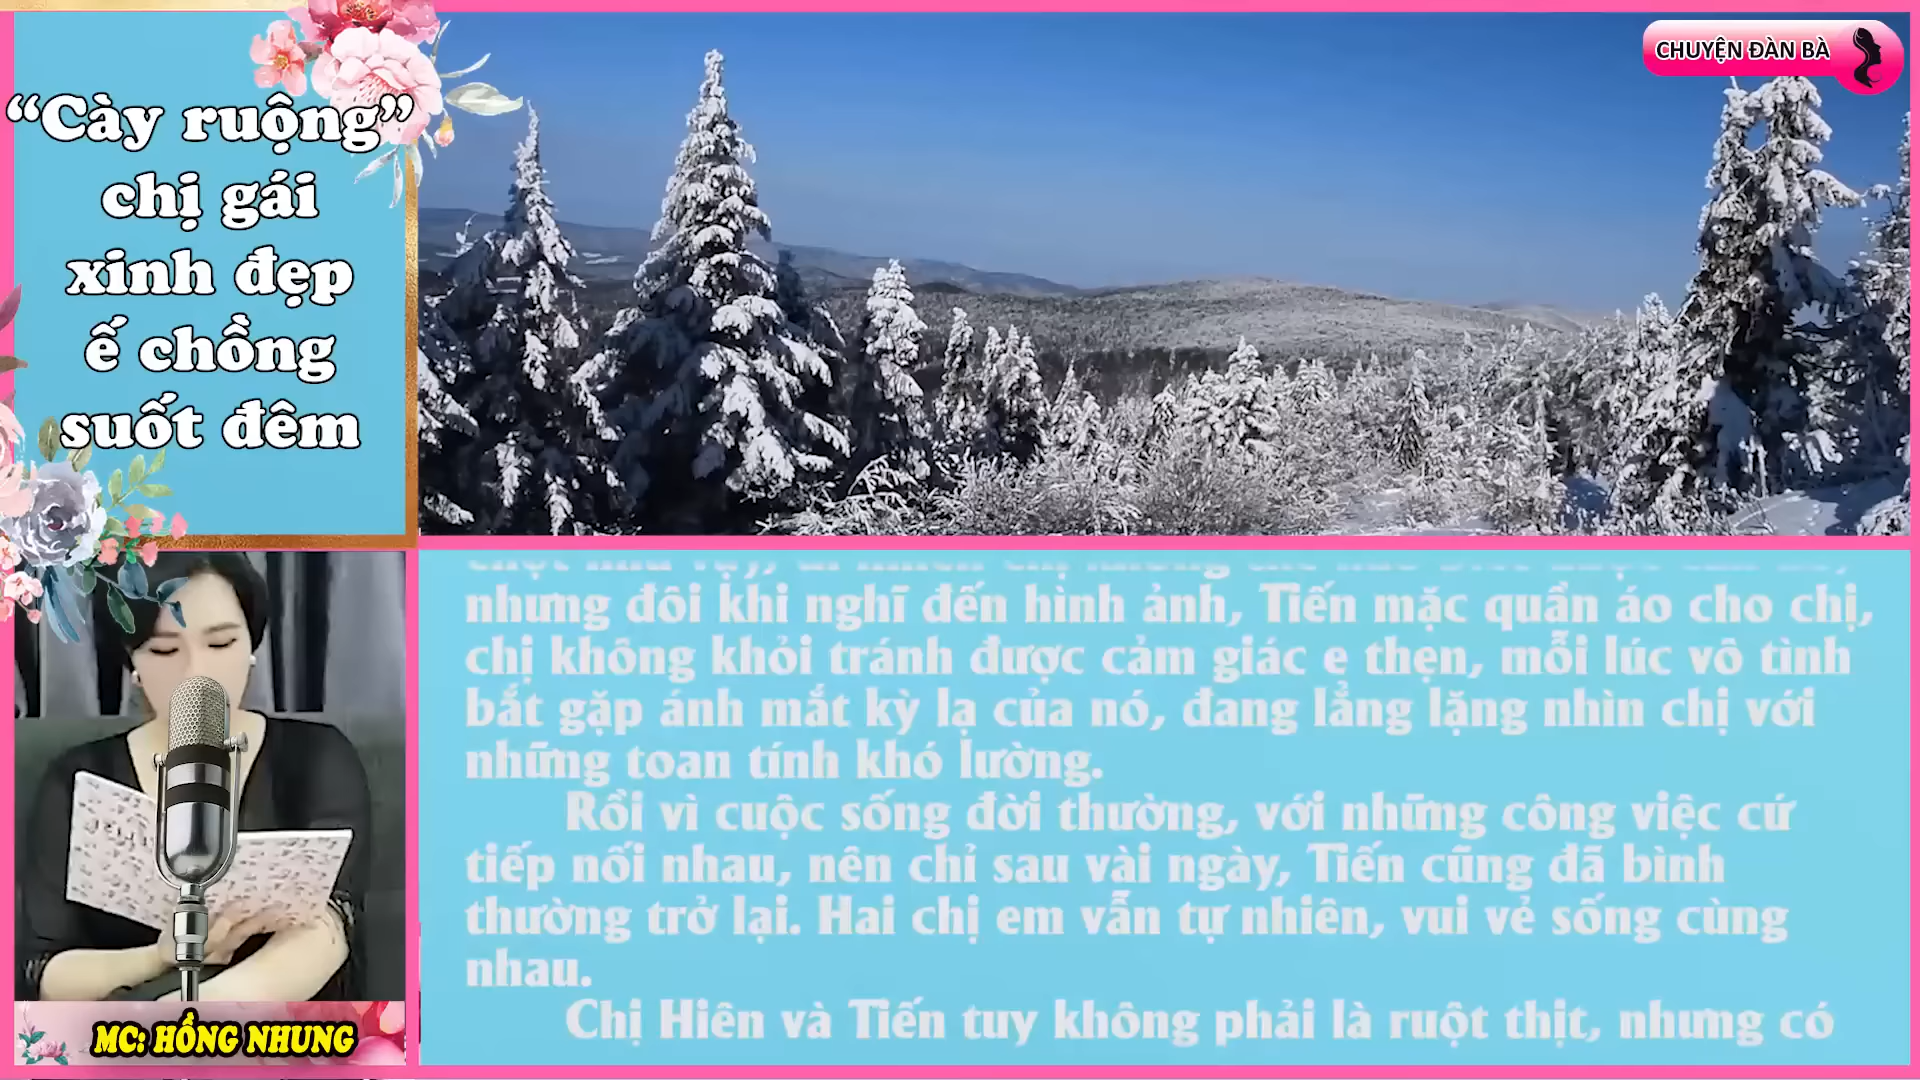 “Cày ruộng”
chị gái
xinh đẹp
ế chồng
suốt đêm
CHUYỆN ĐÀN BÀ
nhưng đôi khi nghĩ đến hình ảnh, Tiến mặc quần áo cho chị,
chị không khỏi tránh được cảm giác e thẹn, mỗi lúc vô tình
bắt gặp ánh mắt kỳ lạ của nó, đang lẳng lặng nhìn chị với
những toan tính khó lường.
Rồi vì cuộc sống đời thường, với những công việc cứ
tiếp nối nhau, nên chỉ sau vài ngày, Tiến cũng đã bình
thường trở lại. Hai chị em vẫn tự nhiên, vui vẻ sống cùng
nhau.
Chị Hiên và Tiến tuy không phải là ruột thịt, nhưng có
MC: HỒNG NHUNG